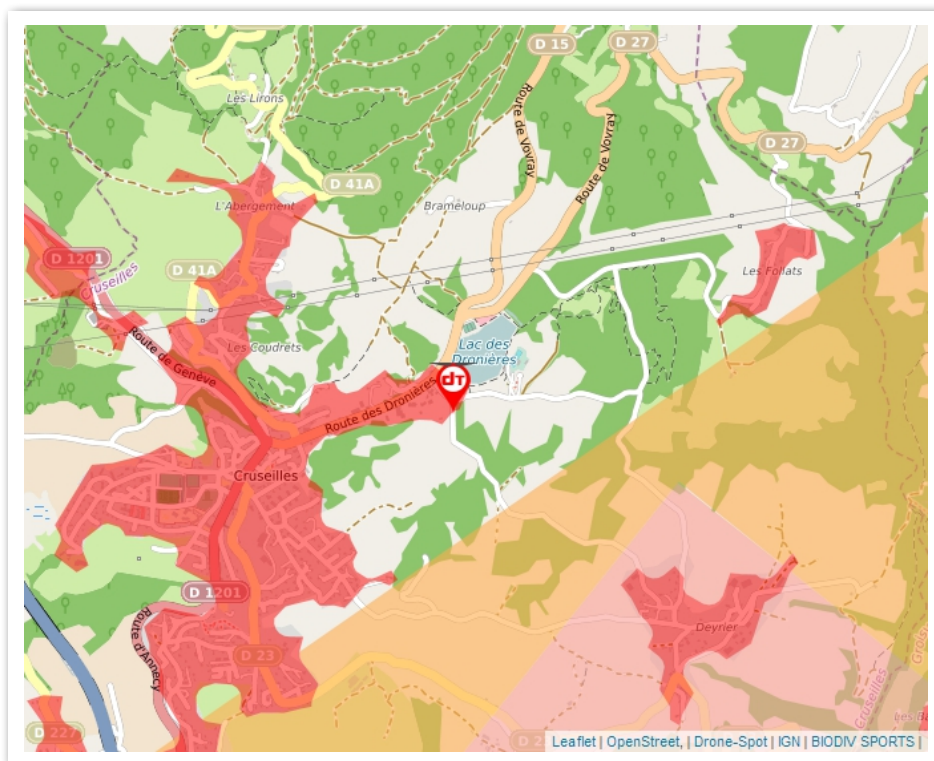 D 15
D 27
Les Lirons
Route de Vovray
Route de Vovray
D 27
D 41A
L'Abergement
Brameloup
D 1201
Cruseilles
D 41A
Les Follats
Les Coudrets
Route de Genève
Lac des
Dronières
DT
Route des Dronières
Cruseilles
D 1201
Route d'Annecy
Deyrier
D 23
Cruseilles
D 227
Leaflet | OpenStreet, | Drone-Spot | IGN | BIODIV SPORTS |